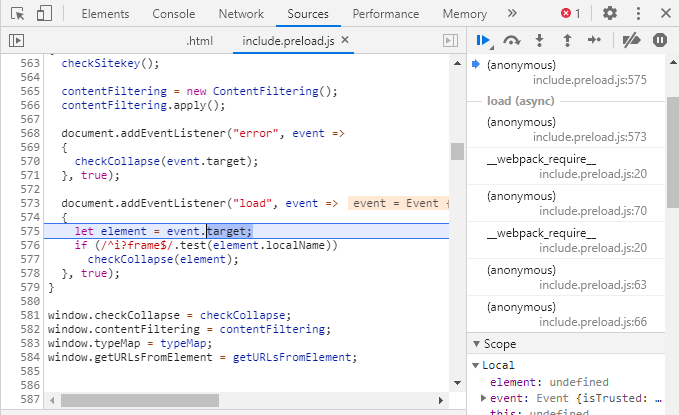 Elements Console Sources Performance Memory » 1
.html include.preload.js ×
563 checkSitekey();
564
565 contentFiltering = new ContentFiltering();
566 contentFiltering.apply();
567
568 document.addEventListener("error", event =>
569 {
570 checkCollapse(event.target);
571 }, true);
572
573 document.addEventListener("load", event => event = Event {
574 {
575 let element = event.target;
576 if (/^i?frame$/.test(element.localName))
577 checkCollapse(element);
578 }, true);
579 }
580
581 window.checkCollapse = checkCollapse;
582 window.contentFiltering = contentFiltering;
583 window.typeMap = typeMap;
584 window.getURLsFromElement = getURLsFromElement;
585
586
587
(anonymous)
include.preload.js:575
load (async)
(anonymous)
include.preload.js:573
__webpack_require__
include.preload.js:20
(anonymous)
include.preload.js:70
__webpack_require__
include.preload.js:20
(anonymous)
include.preload.js:63
(anonymous)
include.preload.js:66
Scope
Local
element: undefined
event: Event {isTrusted: …
this: undefined